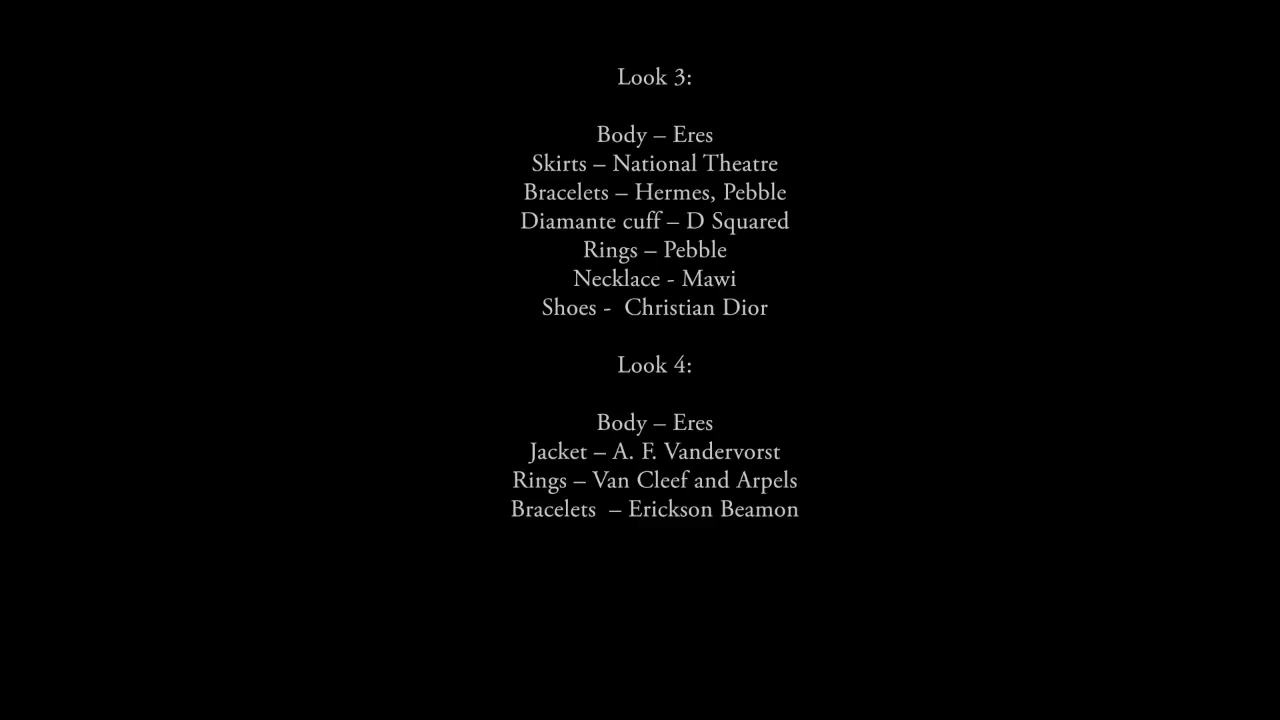 Look 3:
Body – Eres
Skirts – National Theatre
Bracelets – Hermes, Pebble
Diamante cuff – D Squared
Rings – Pebble
Necklace - Mawi
Shoes -  Christian Dior
Look 4:
Body – Eres
Jacket – A. F. Vandervorst
Rings – Van Cleef and Arpels
Bracelets  – Erickson Beamon